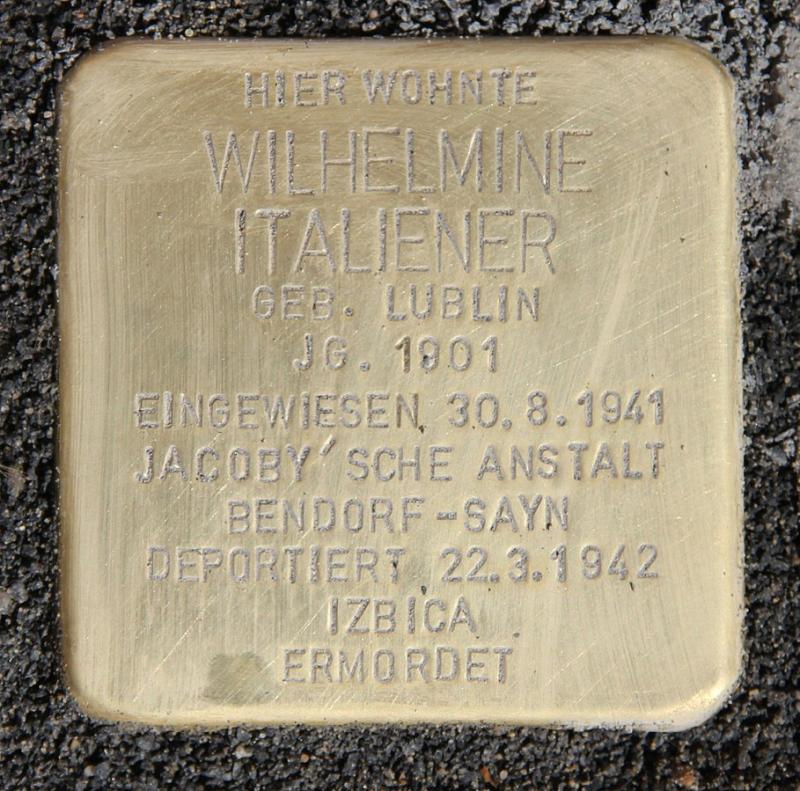 HIER WOHNTE
WILHELMINE
ITALIENER
GEB. LUBLIN
JG. 1901
EINGEWIESEN 30.8.1941
JACOBY´SCHE ANSTALT
BENDORF-SAYN
DEPORTIERT 22.3.1942
IZBICA
ERMORDET